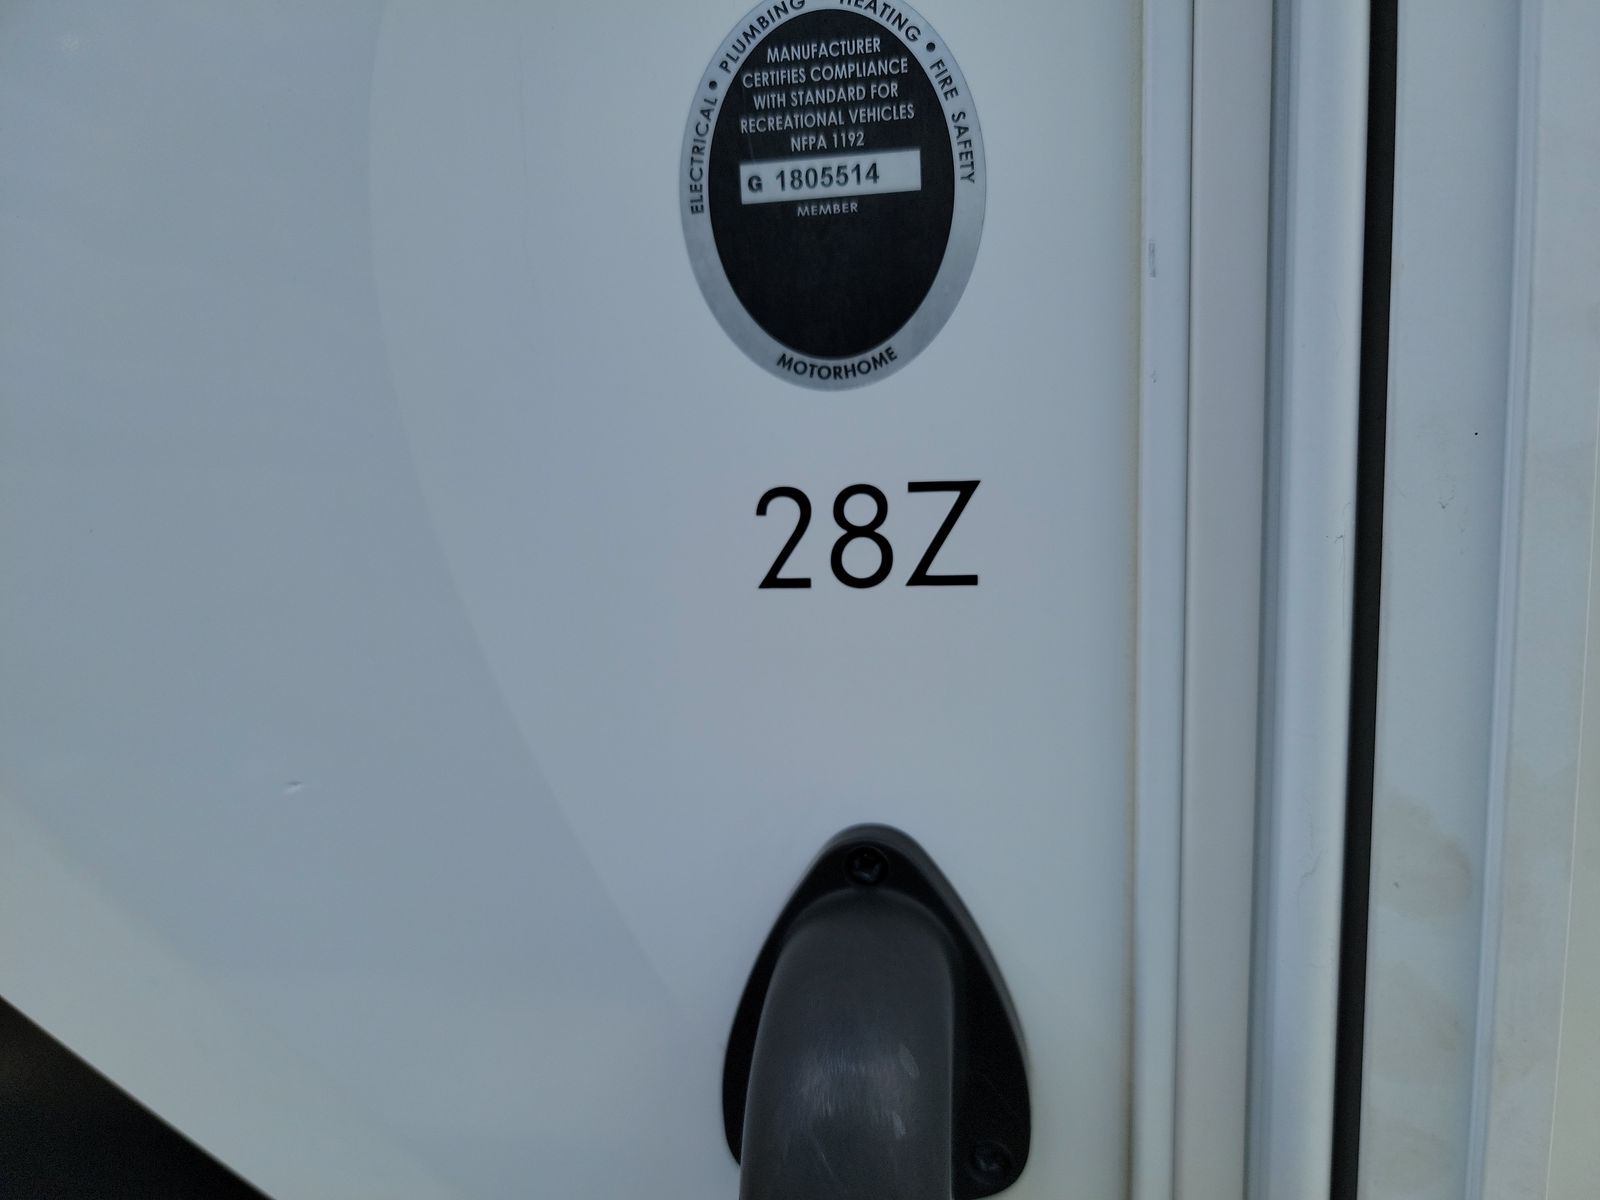 ELECTRICAL • PLUMBING HEATING • FIRE SAFETY
MANUFACTURER
CERTIFIES COMPLIANCE
WITH STANDARD FOR
RECREATIONAL VEHICLES
NFPA 1192
G 1805514
MEMBER
MOTORHOME
28Z